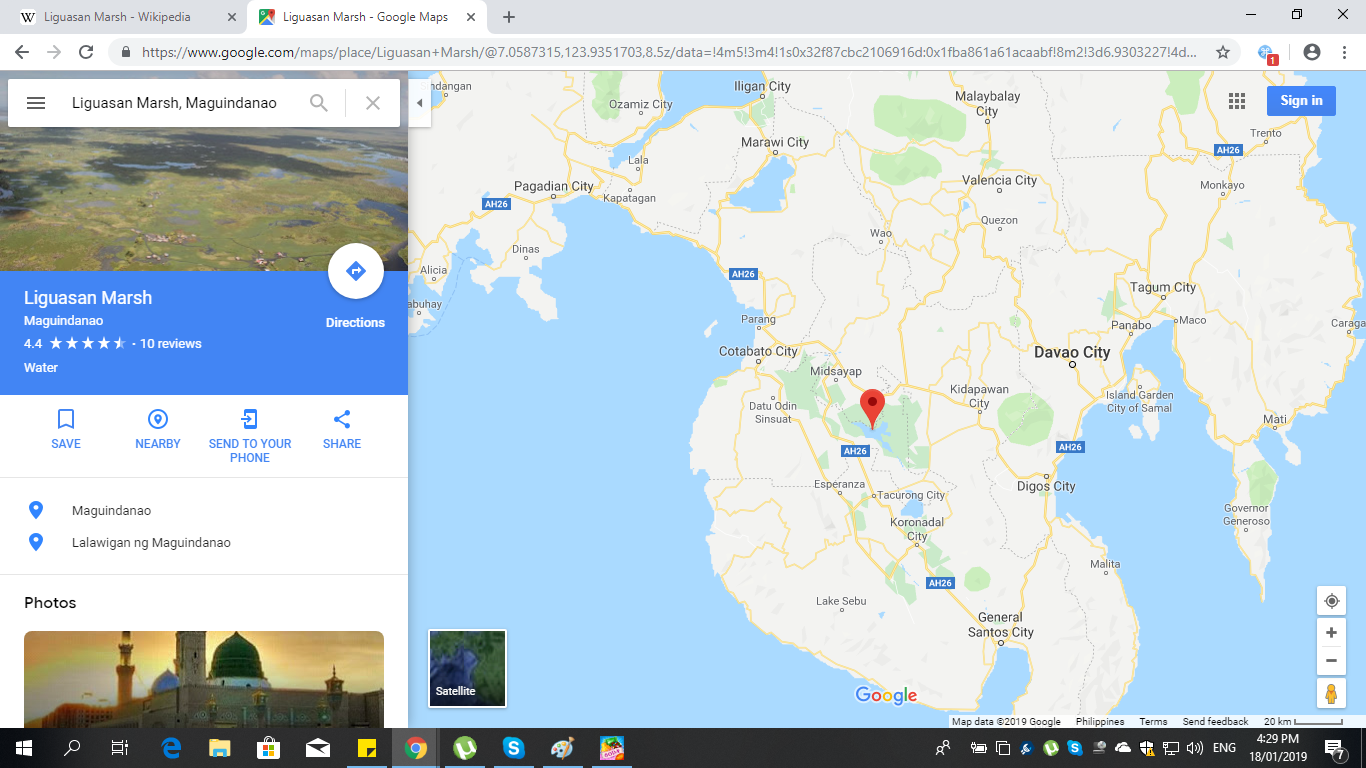 Liguasan Marsh - Wikipedia
Liguasan Marsh - Google Maps
https://www.google.com/maps/place/Liguasan+Marsh/@7.0587315,123.9351703,8.5z/data=!4m5!3m4!1s0x32f87cbc2106916d:0x1fba861a61acaabf!8m2!3d6.9303227!4d...
1
Liguasan Marsh, Maguindanao
Sign in
Liguasan Marsh
Maguindanao
Directions
4.4
· 10 reviews
Water
SAVE
NEARBY
SEND TO YOUR
PHONE
SHARE
Maguindanao
Lalawigan ng Maguindanao
Photos
Satellite
ndangan
Ozamiz City
Iligan City
Malaybalay
City
Trento
AH26
Marawi City
Lala
Pagadian City
Kapatagan
AH26
Valencia City
Monkayo
Quezon
Wao
Dinas
Alicia
AH26
abuhay
Tagum City
Parang
Panabo
Maco
Caraga
Cotabato City
Davao City
Midsayap
Kidapawan
City
Island Garden
City of Samal
Datu Odin
Sinsuat
Mati
AH26
AH26
Esperanza
Tacurong City
Digos City
Koronadal
City
Governor
Generoso
Malita
AH26
Lake Sebu
General
Santos City
Google
Map data ©2019 Google
Philippines
Terms
Send feedback
20 km
ENG
4:29 PM
18/01/2019
7